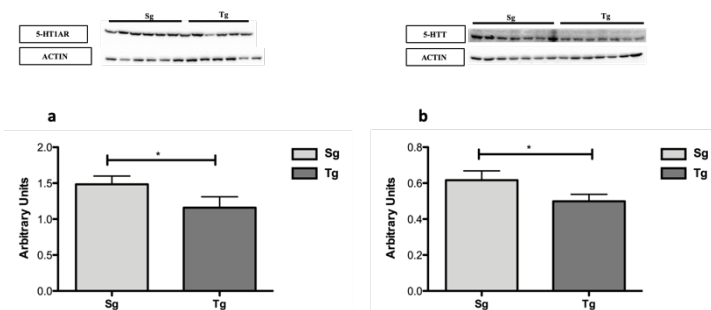 Sg Tg
5-HT1AR
ACTIN
Sg Tg
5-HTT
ACTIN
a
2.0
1.5
1.0
0.5
0.0
Arbitrary Units
*
Sg
Tg
Sg Tg
b
0.8
0.6
0.4
0.2
0.0
Arbitrary Units
*
Sg
Tg
Sg Tg